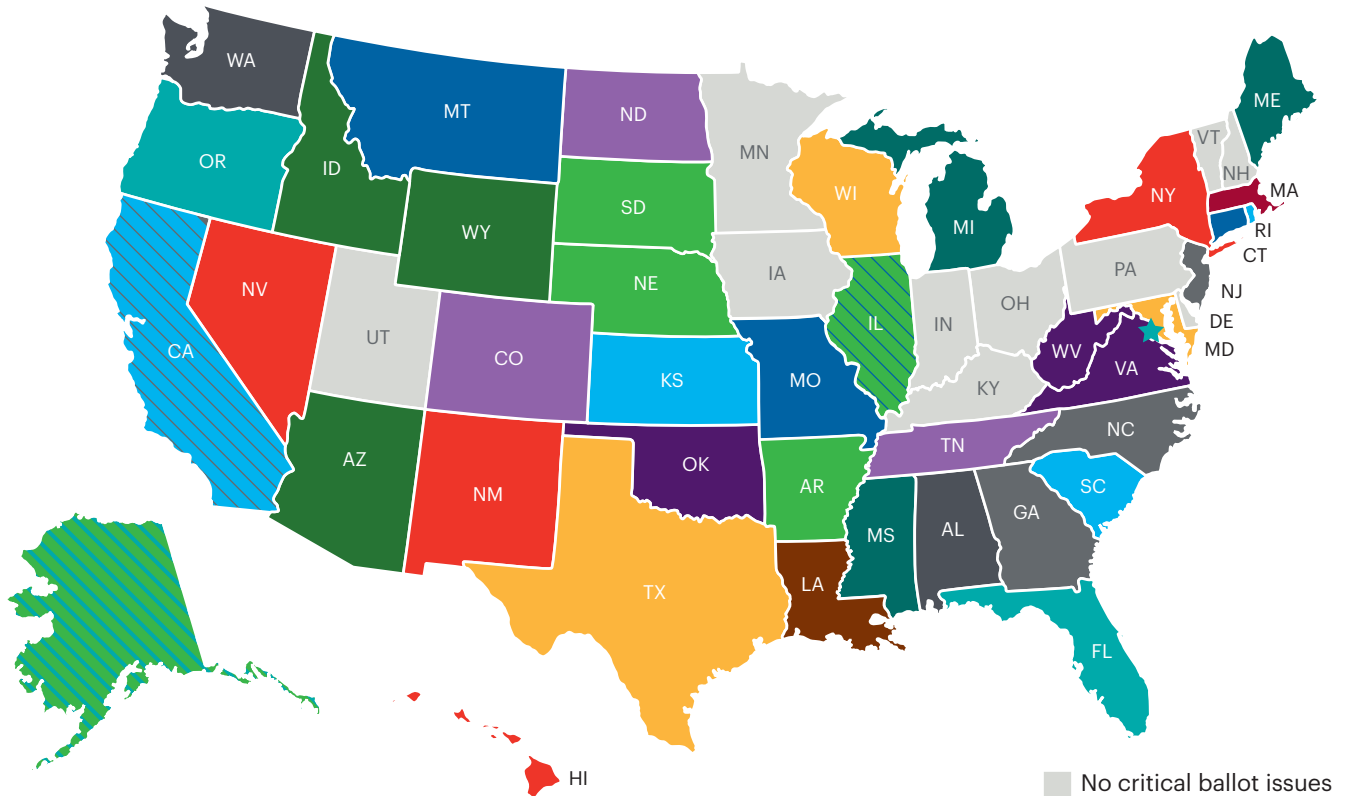 WA
ME
MT
ND
VT
MN
OR
ID
NH
MA
WI
NY
SD
RI
MI
WY
CT
IA
PA
NE
NV
NJ
OH
IL
IN
DE
UT
MD
CA
WV
CO
VA
KS
MO
KY
NC
TN
AZ
OK
SC
AR
NM
GA
AL
MS
LA
TX
FL
HI
No critical ballot issues